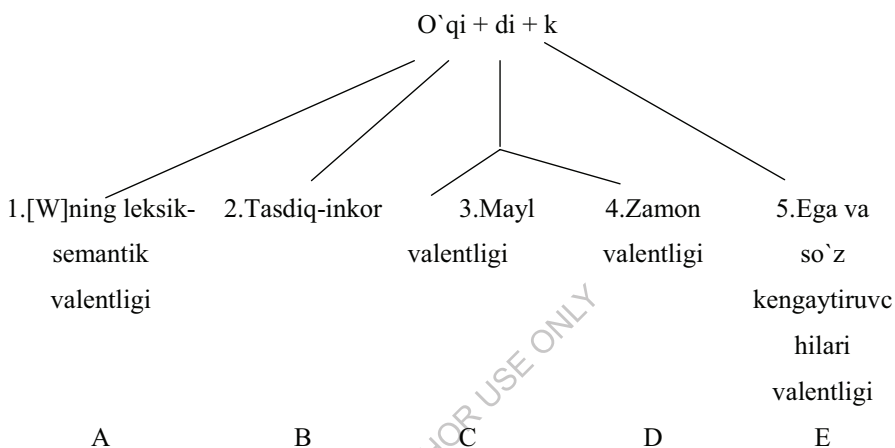 O`qi + di + k
1.[W]ning leksik- 2.Tasdiq-inkor 3.Mayl 4.Zamon 5.Ega va
semantik valentligi valentligi so`z
valentligi kengaytiruvc
hilari
valentligi
HOR USE ONLY
A B C D E